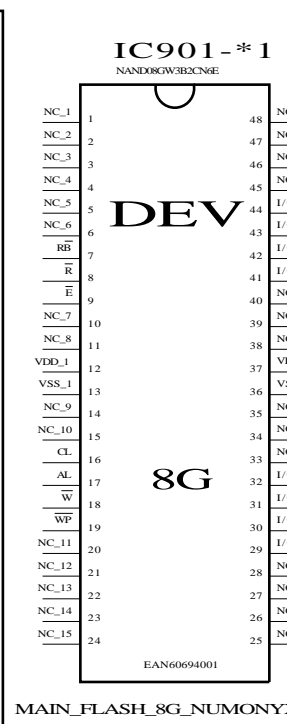 IC901-*1
NAND08GW3B2CN6E
NC_1 1 48
NC_2 2 47
NC_3 3 46
NC_4 4 45
NC_5 5 44 I/
NC_6 6 43 I/
DEV
RB 7 42 I/
R 8 41 I/
E 9 40
NC_7 10 39
NC_8 11 38
VDD_1 12 37
VSS_1 13 36
NC_9 14 35
NC_10 15 34
CL 16 33
AL 17 32 I/
8G
W 18 31 I/
WP 19 30 I/
NC_11 20 29 I/
NC_12 21 28
NC_13 22 27
NC_14 23 26
NC_15 24 25
EAN60694001
MAIN_FLASH_8G_NUMONYX